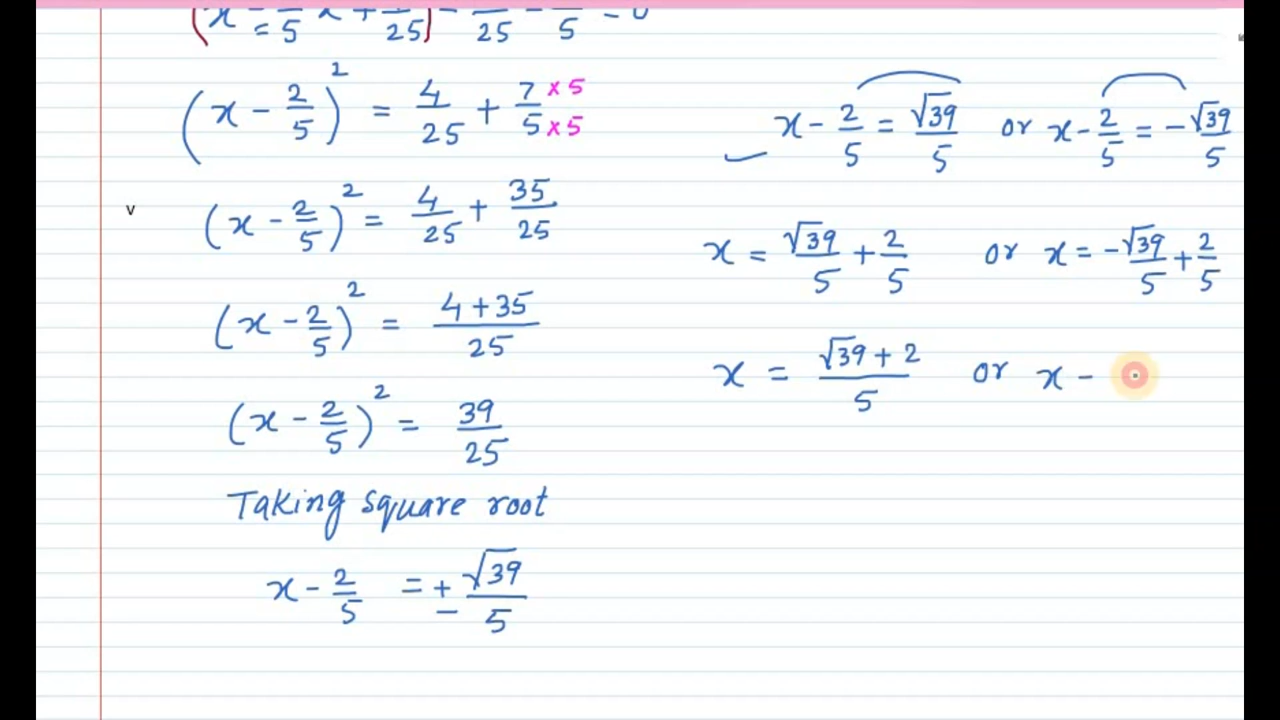 (x - 2/5)² = 4/25 + 7/5 ×5 ×5
v (x - 2/5)² = 4/25 + 35/25
(x - 2/5)² = 4+35/25
(x - 2/5)² = 39/25
Taking square root
x - 2/5 = ± √39/5
x - 2/5 = √39/5 or x - 2/5 = -√39/5
x = √39/5 + 2/5 or x = -√39/5 + 2/5
x = √39 + 2/5 or x -